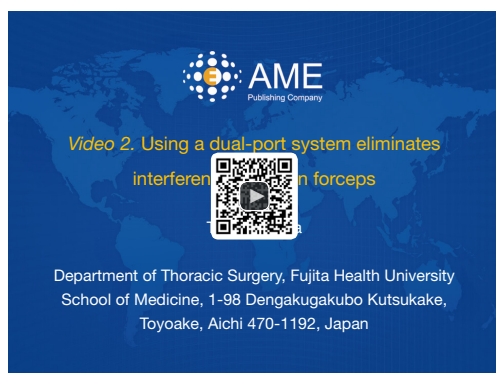 AME
Publishing Company
Video 2. Using a dual-port system eliminates
forceps
Department of Thoracic Surgery, Fujita Health University
School of Medicine, 1-98 Dengakugakubo Kutsukake,
Toyoake, Aichi 470-1192, Japan